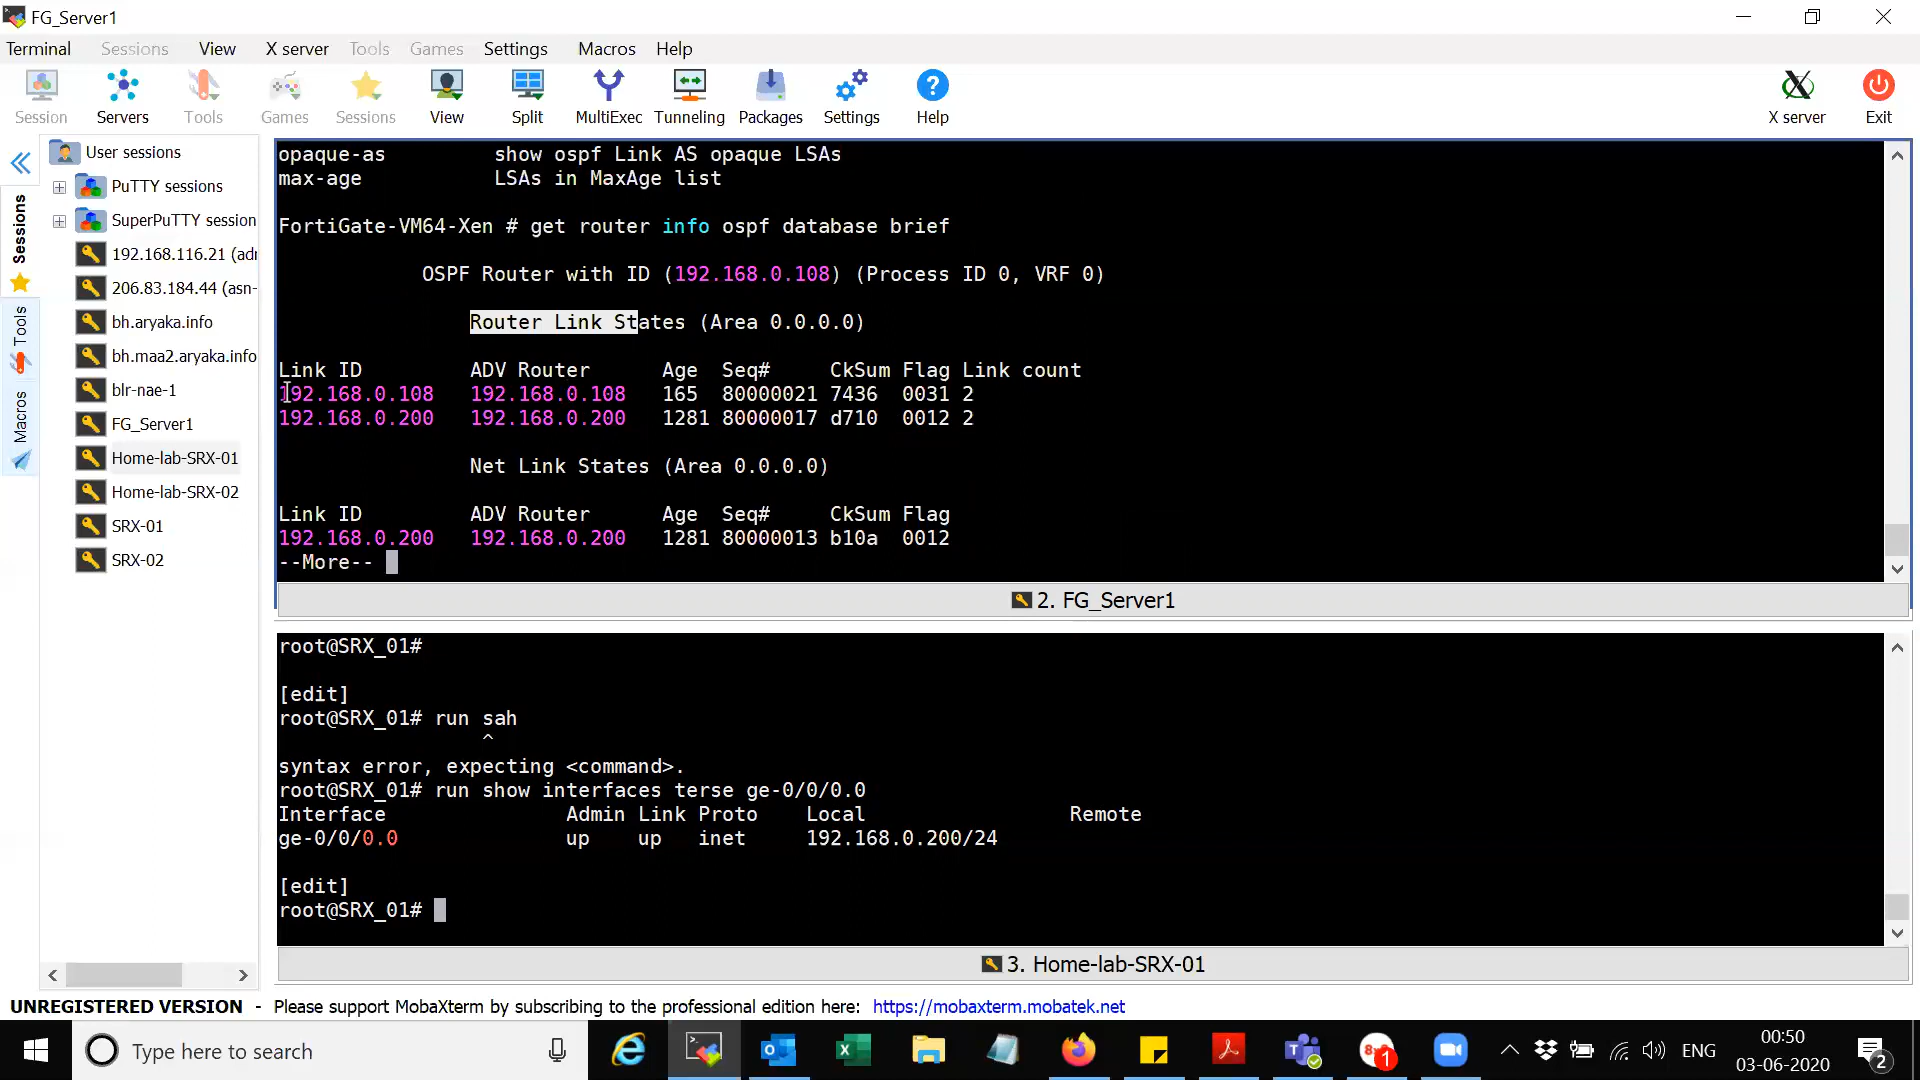 FG_Server1
Terminal Sessions View X server Tools Games Settings Macros Help
Session Servers Tools Games Sessions View Split MultiExec Tunneling Packages Settings Help X server Exit
Sessions
Tools
Macros
User sessions
PuTTY sessions
SuperPuTTY session
192.168.116.21 (adr
206.83.184.44 (asn-
bh.aryaka.info
bh.maa2.aryaka.info
blr-nae-1
FG_Server1
Home-lab-SRX-01
Home-lab-SRX-02
SRX-01
SRX-02
opaque-as show ospf Link AS opaque LSAs
max-age LSAs in MaxAge list
FortiGate-VM64-Xen # get router info ospf database brief
OSPF Router with ID (192.168.0.108) (Process ID 0, VRF 0)
Router Link States (Area 0.0.0.0)
Link ID ADV Router Age Seq# CkSum Flag Link count
192.168.0.108 192.168.0.108 165 80000021 7436 0031 2
192.168.0.200 192.168.0.200 1281 80000017 d710 0012 2
Net Link States (Area 0.0.0.0)
Link ID ADV Router Age Seq# CkSum Flag
192.168.0.200 192.168.0.200 1281 80000013 b10a 0012
--More--
2. FG_Server1
root@SRX_01#
[edit]
root@SRX_01# run sah
^
syntax error, expecting <command>.
root@SRX_01# run show interfaces terse ge-0/0/0.0
Interface Admin Link Proto Local Remote
ge-0/0/0.0 up up inet 192.168.0.200/24
[edit]
root@SRX_01#
3. Home-lab-SRX-01
UNREGISTERED VERSION - Please support MobaXterm by subscribing to the professional edition here: https://mobaxterm.mobatek.net
Type here to search
1
ENG
00:50
03-06-2020
2